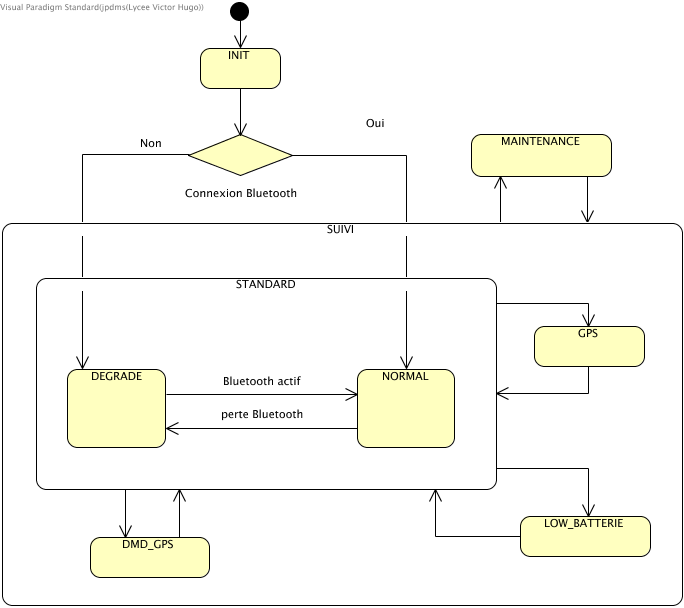 Visual Paradigm Standard(jpdms(Lycee Victor Hugo))
INIT
Oui
Non
MAINTENANCE
Connexion Bluetooth
SUIVI
STANDARD
GPS
DEGRADE
NORMAL
Bluetooth actif
perte Bluetooth
LOW_BATTERIE
DMD_GPS